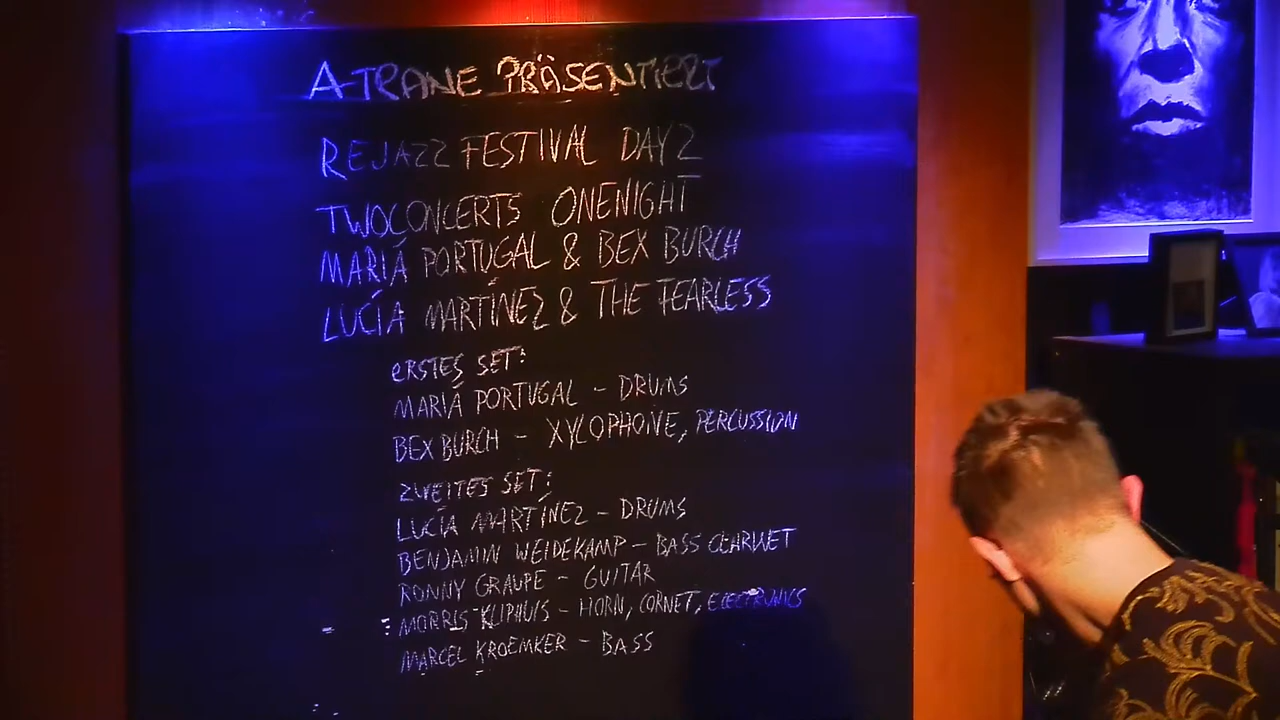 A-TRANE PRÄSENTIERT
REJAZZ FESTIVAL DAY 2
TWO CONCERTS ONE NIGHT
MARIÁ PORTUGAL & BEX BURCH
LUCÍA MARTÍNEZ & THE FEARLESS
ERSTES SET:
MARIÁ PORTUGAL - DRUMS
BEX BURCH - XYLOPHONE, PERCUSSION
ZWEITES SET:
LUCÍA MARTÍNEZ - DRUMS
BENJAMIN WEIDEKAMP - BASS CLARINET
RONNY GRAUPE - GUITAR
MORRIS KLIPHUIS - HORN, CORNET, ELECTRONICS
MARCEL KROEMKER - BASS